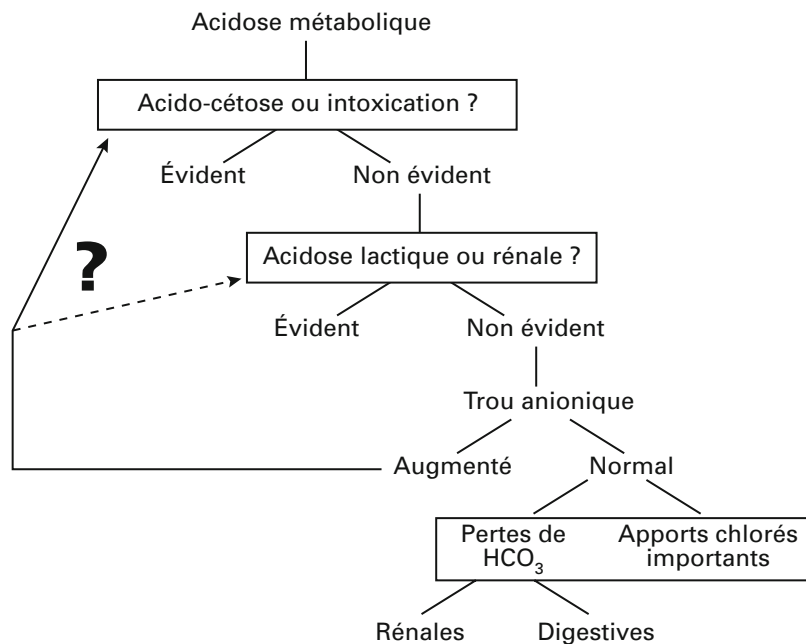 Acidose métabolique
Acido-cétose ou intoxication ?
Évident
Non évident
?
Acidose lactique ou rénale ?
Évident
Non évident
Trou anionique
Augmenté
Normal
Pertes de
HCO₃
Apports chlorés
importants
Rénales
Digestives